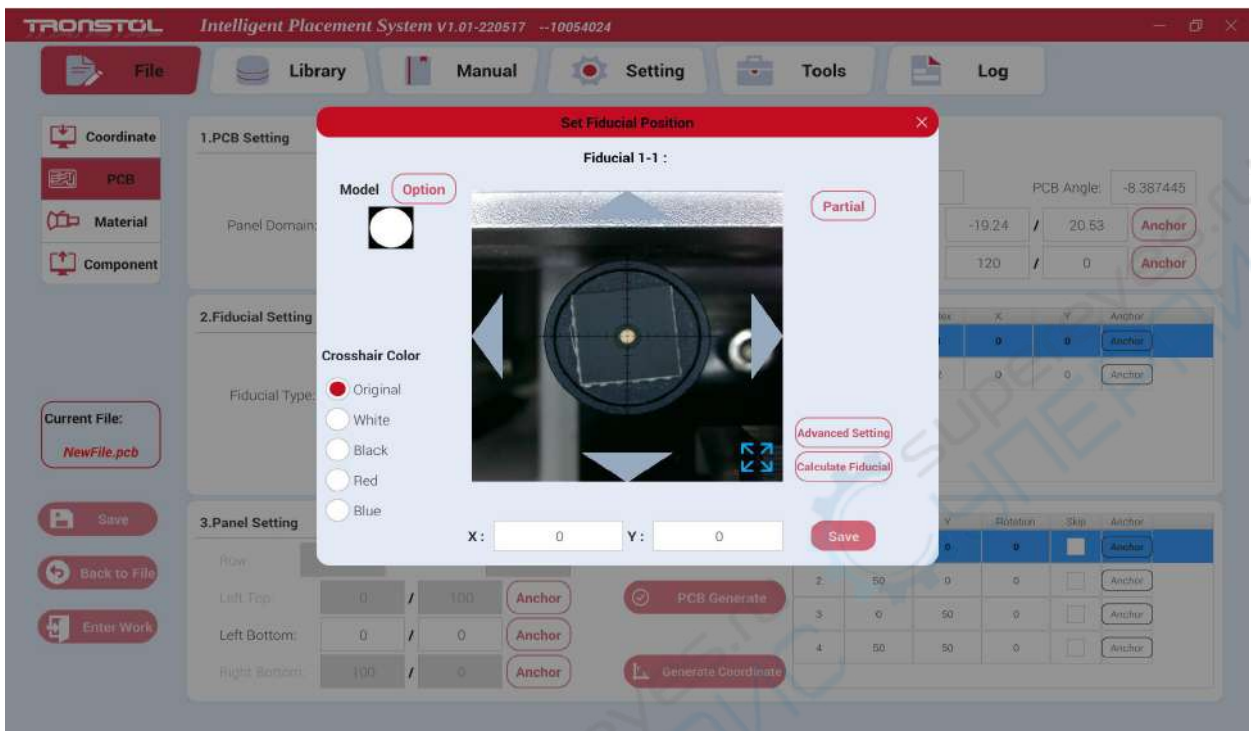 TRONSTOL Intelligent Placement System V1.01-220517 --10054024
File Library Manual Setting Tools Log
Coordinate
PCB
Material
Component
Current File:
NewFile.pcb
Save
Back to File
Enter Work
1.PCB Setting
Panel Domain:
PCB Angle: -8.387445
-19.24 / 20.53 Anchor
120 / 0 Anchor
2.Fiducial Setting
Fiducial Type:
X Y Anchor
0 0 Anchor
0 0 Anchor
Set Fiducial Position
Fiducial 1-1 :
Model Option
Partial
Crosshair Color
Original
White
Black
Red
Blue
Advanced Setting
Calculate Fiducial
X : 0 Y : 0 Save
3.Panel Setting
Row
Left Top: 0 / 100 Anchor
Left Bottom: 0 / 0 Anchor
Right Bottom: 100 / 0 Anchor
PCB Generate
Generate Coordinate
Y Rotation Skip Anchor
0 0 Anchor
2 50 0 0 Anchor
3 0 50 0 Anchor
4 50 50 0 Anchor